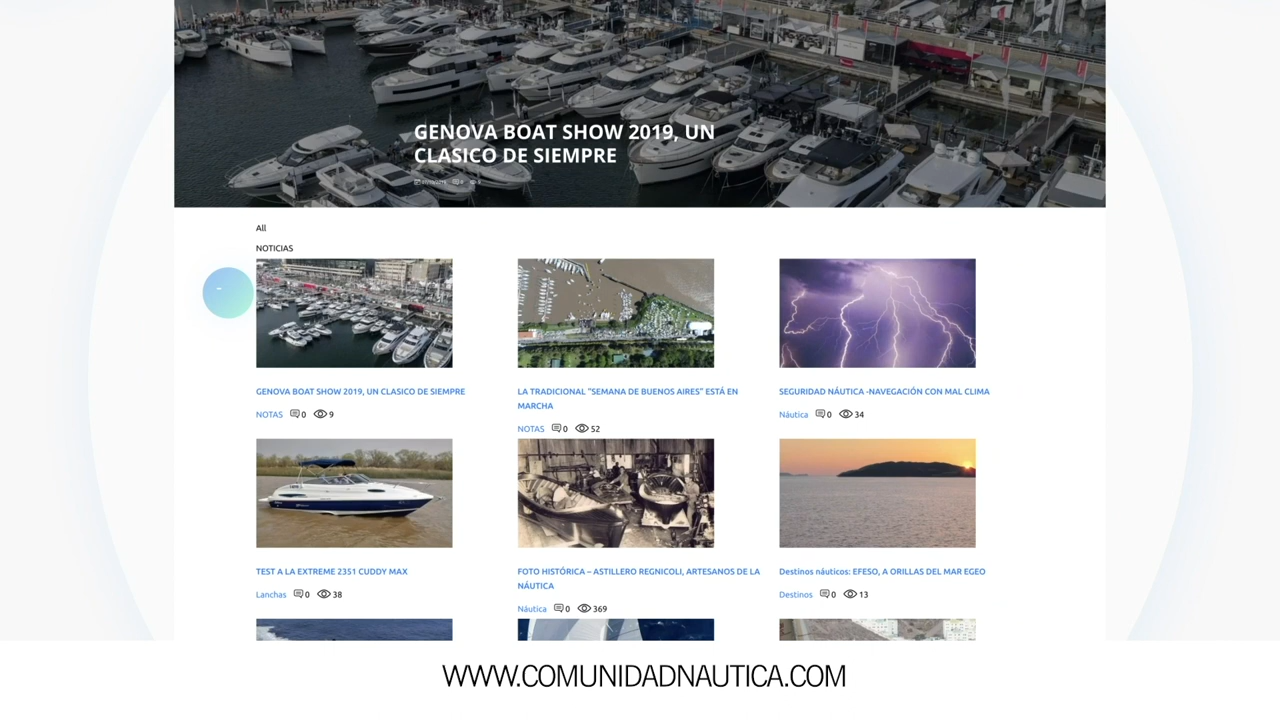 GENOVA BOAT SHOW 2019, UN
CLASICO DE SIEMPRE
All
NOTICIAS
GENOVA BOAT SHOW 2019, UN CLASICO DE SIEMPRE
NOTAS 0 9
LA TRADICIONAL "SEMANA DE BUENOS AIRES" ESTÁ EN
MARCHA
NOTAS 0 52
SEGURIDAD NÁUTICA -NAVEGACIÓN CON MAL CLIMA
Náutica 0 34
TEST A LA EXTREME 2351 CUDDY MAX
Lanchas 0 38
FOTO HISTÓRICA – ASTILLERO REGNICOLI, ARTESANOS DE LA
NÁUTICA
Náutica 0 369
Destinos náuticos: EFESO, A ORILLAS DEL MAR EGEO
Destinos 0 13
WWW.COMUNIDADNAUTICA.COM